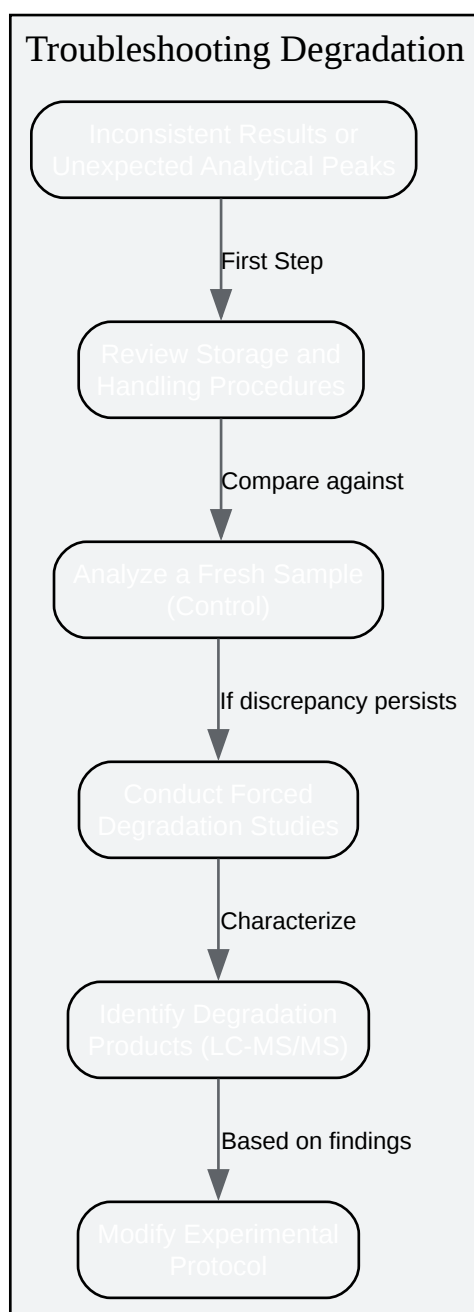 Troubleshooting Degradation
Inconsistent Results or
Unexpected Analytical Peaks
First Step
Review Storage and
Handling Procedures
Compare against
Analyze a Fresh Sample
(Control)
If discrepancy persists
Conduct Forced
Degradation Studies
Characterize
Identify Degradation
Products (LC-MS/MS)
Based on findings
Modify Experimental
Protocol